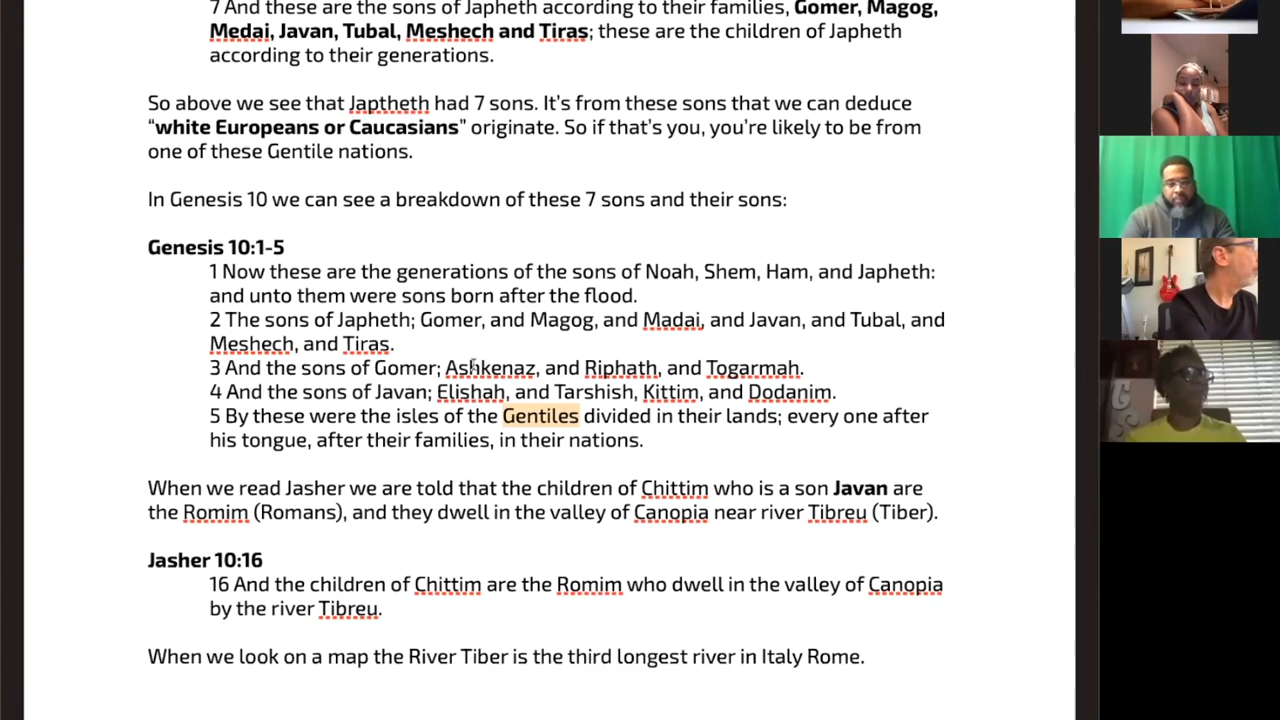 7 And these are the sons of Japheth according to their families, Gomer, Magog,
Medai, Javan, Tubal, Meshech and Tiras; these are the children of Japheth
according to their generations.
So above we see that Japtheth had 7 sons. It's from these sons that we can deduce
“white Europeans or Caucasians” originate. So if that's you, you're likely to be from
one of these Gentile nations.
In Genesis 10 we can see a breakdown of these 7 sons and their sons:
Genesis 10:1-5
1 Now these are the generations of the sons of Noah, Shem, Ham, and Japheth:
and unto them were sons born after the flood.
2 The sons of Japheth; Gomer, and Magog, and Madai, and Javan, and Tubal, and
Meshech, and Tiras.
3 And the sons of Gomer; Ashkenaz, and Riphath, and Togarmah.
4 And the sons of Javan; Elishah, and Tarshish, Kittim, and Dodanim.
5 By these were the isles of the Gentiles divided in their lands; every one after
his tongue, after their families, in their nations.
When we read Jasher we are told that the children of Chittim who is a son Javan are
the Romim (Romans), and they dwell in the valley of Canopia near river Tibreu (Tiber).
Jasher 10:16
16 And the children of Chittim are the Romim who dwell in the valley of Canopia
by the river Tibreu.
When we look on a map the River Tiber is the third longest river in Italy Rome.